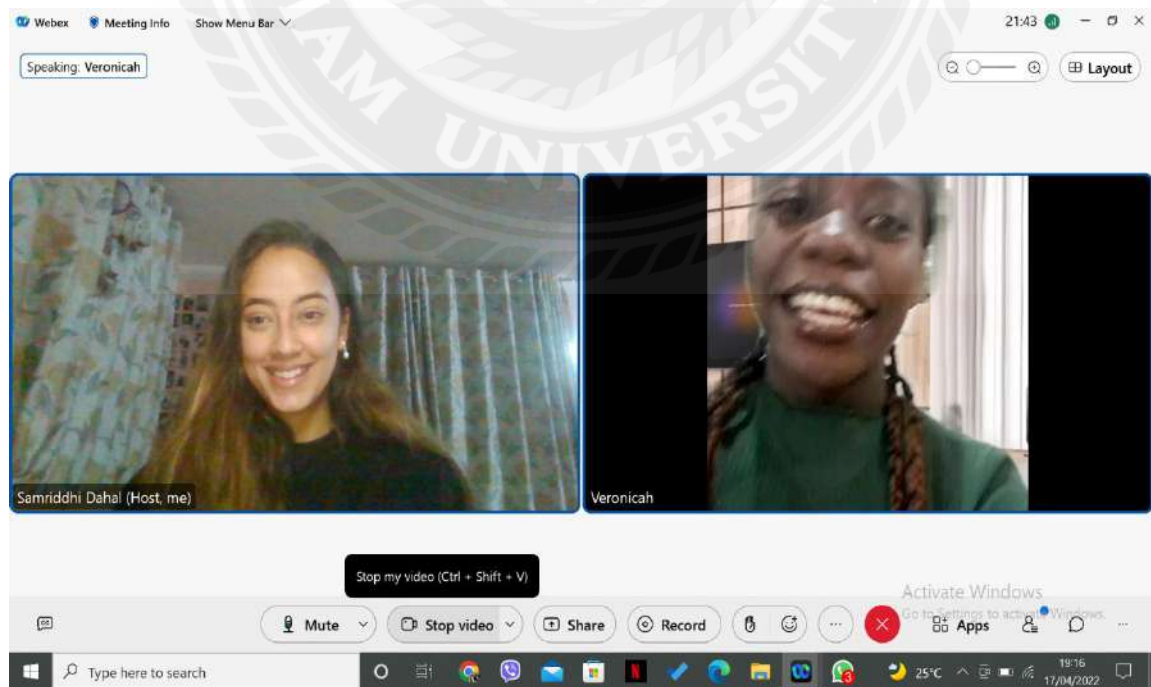 Webex Meeting Info Show Menu Bar
21:43
Speaking: Veronicah
Layout
IAM UNIVERSITY
Samriddhi Dahal (Host, me)
Veronicah
Stop my video (Ctrl + Shift + V)
Activate Windows
Go to Settings to activate Windows.
Mute
Stop video
Share
Record
Apps
Type here to search
25°C
19:16
17/04/2022